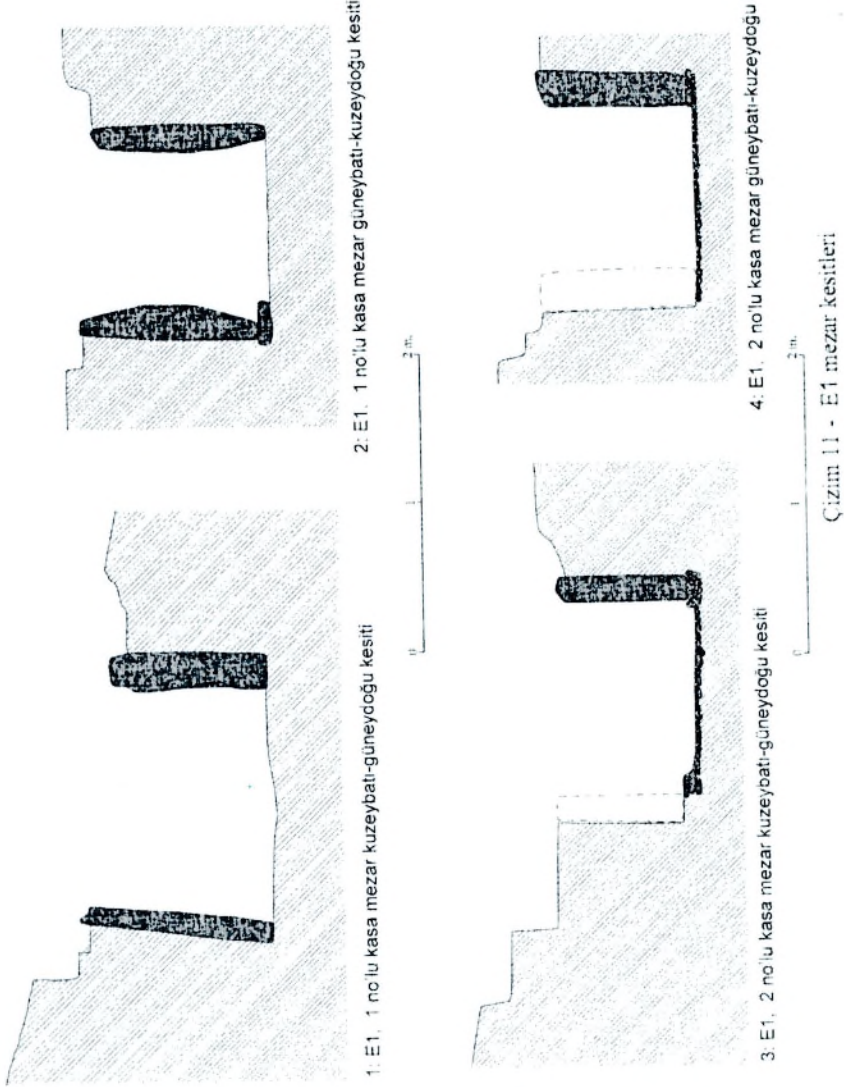 1: E1. 1 no'lu kasa mezar kuzeybatı-güneydoğu kesiti
2: E1. 1 no'lu kasa mezar güneybatı-kuzeydoğu kesiti
0 1 2 m.
3: E1. 2 no'lu kasa mezar kuzeybatı-güneydoğu kesiti
4: E1. 2 no'lu kasa mezar güneybatı-kuzeydoğu
0 1 2 m.
Çizim 11 - E1 mezar kesitleri